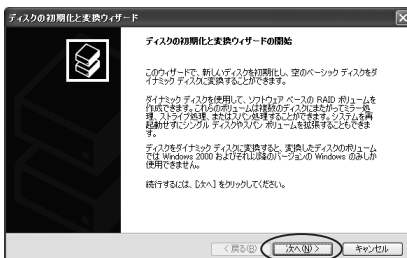 ディスクの初期化と変換ウィザード
ディスクの初期化と変換ウィザードの開始
このウィザードで、新しいディスクを初期化し、空のベーシック ディスクをダ
イナミック ディスクに変換することができます。
ダイナミック ディスクを使用して、ソフトウェア ベースの RAID ボリュームを
作成できます。これらのボリュームは複数のディスクにまたがってミラー処
理、ストライプ処理、またはスパン処理することができます。システムを再
起動せずにシングル ディスクやスパン ボリュームを拡張することもできま
す。
ディスクをダイナミック ディスクに変換すると、変換したディスクのボリューム
では Windows 2000 およびそれ以降のバージョンの Windows のみしか
使用できません。
続行するには、[次へ] をクリックしてください。
< 戻る(B)
次へ(N) >
キャンセル